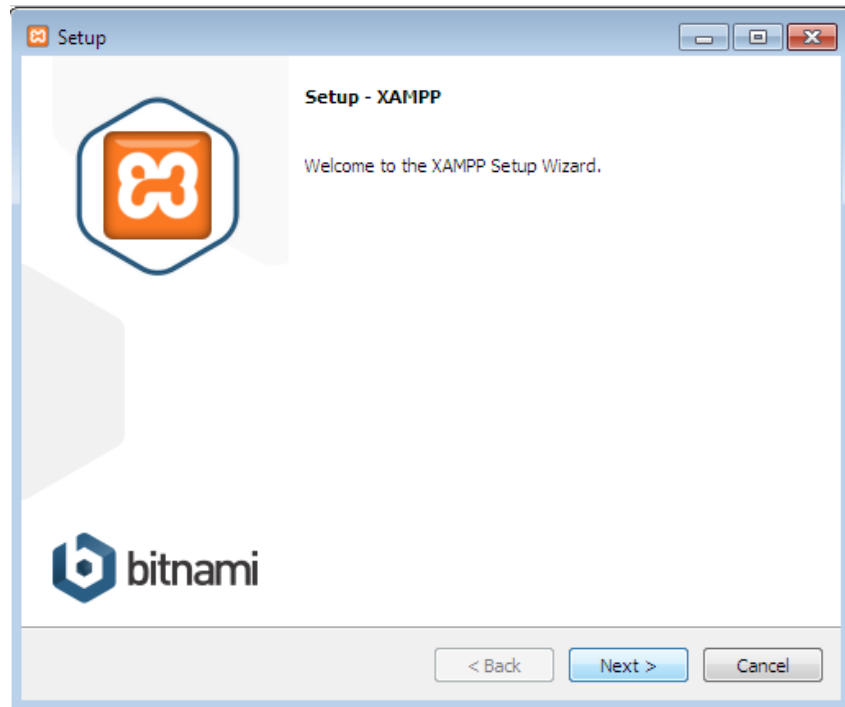 Setup
Setup - XAMPP
Welcome to the XAMPP Setup Wizard.
bitnami
< Back Next > Cancel